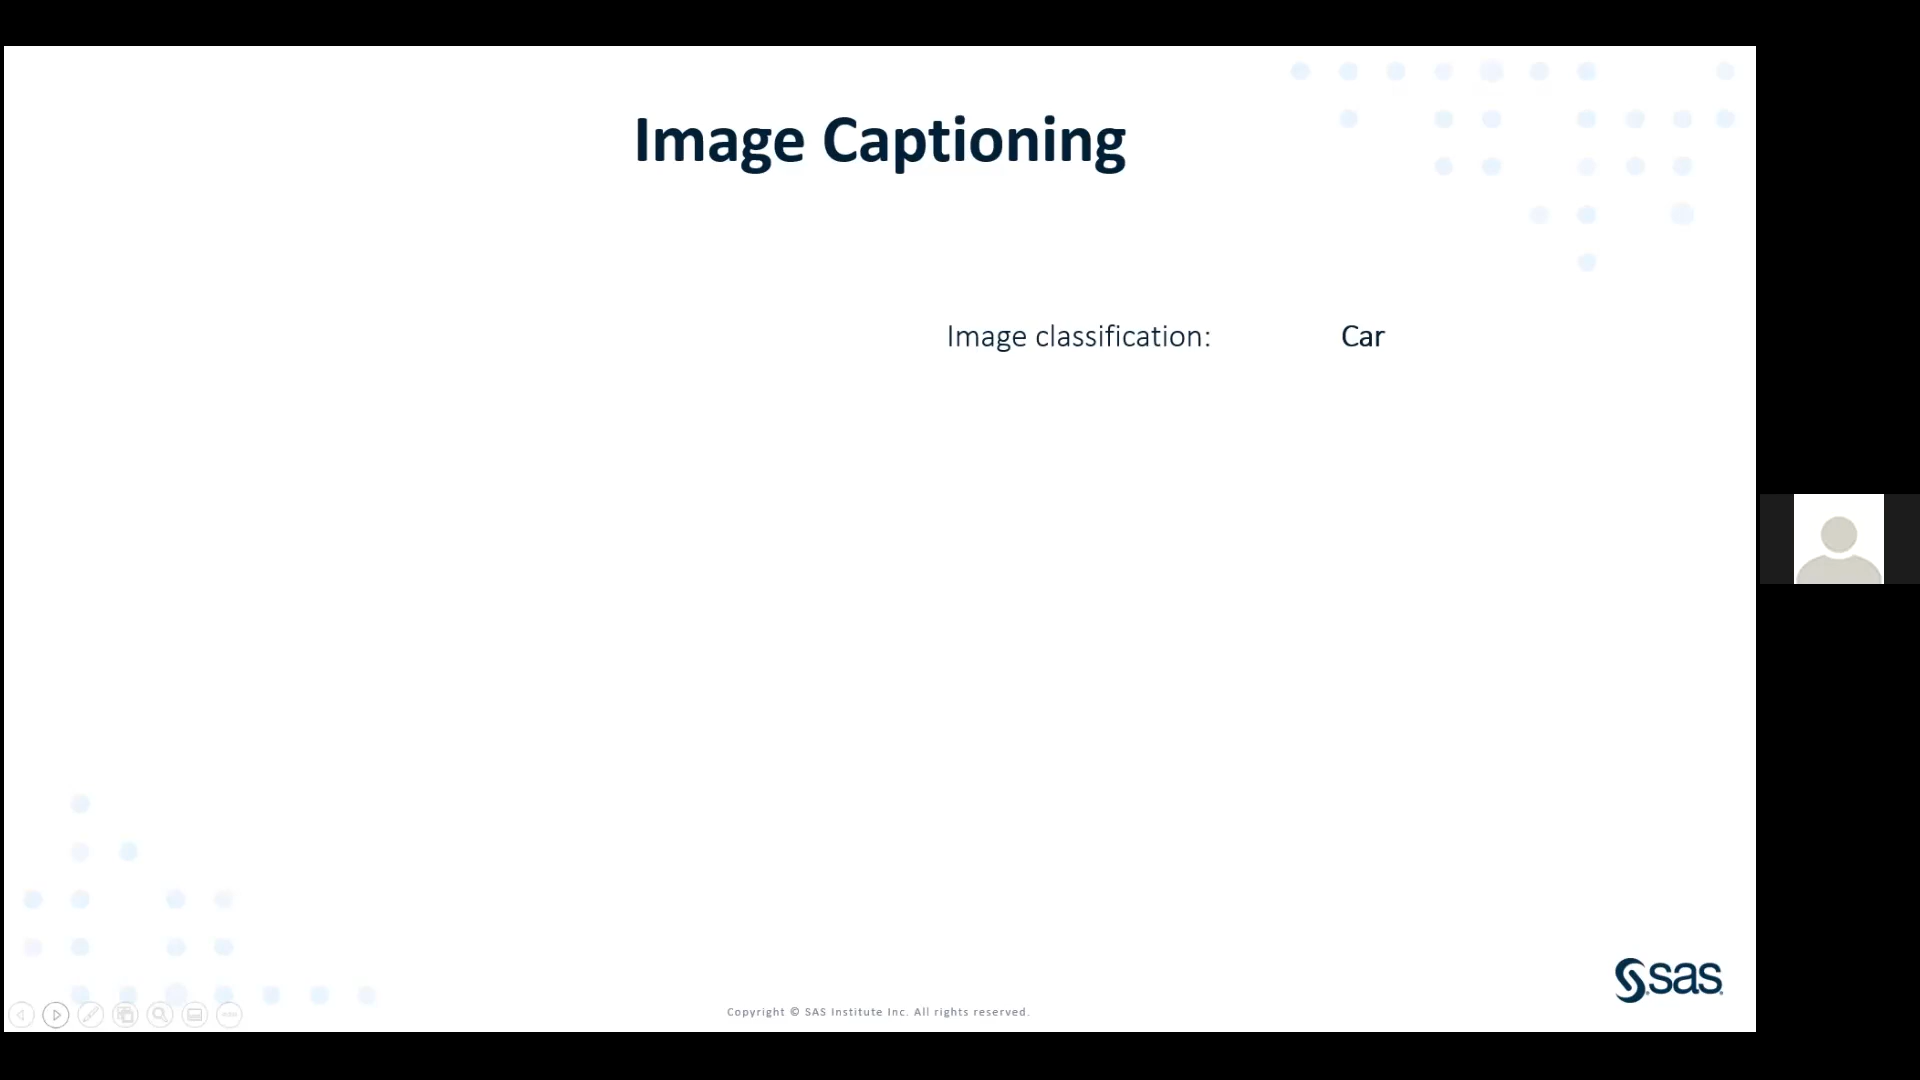 Image Captioning
Image classification: Car
sas
Copyright © SAS Institute Inc. All rights reserved.